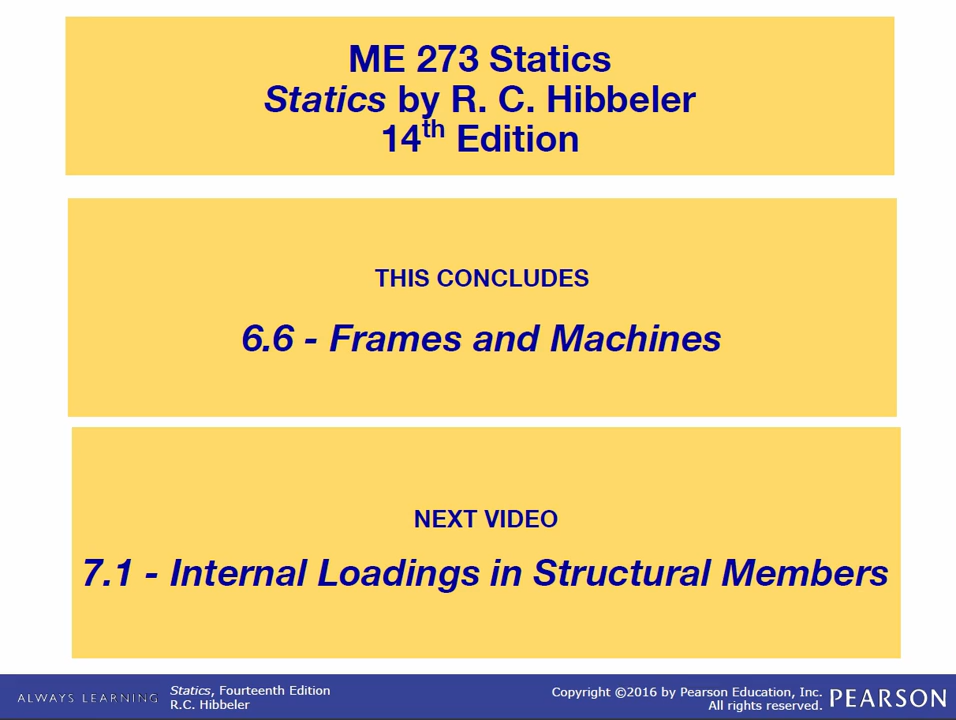 ME 273 Statics
Statics by R. C. Hibbeler
14th Edition
THIS CONCLUDES
6.6 - Frames and Machines
NEXT VIDEO
7.1 - Internal Loadings in Structural Members
ALWAYS LEARNING
Statics, Fourteenth Edition
R.C. Hibbeler
Copyright ©2016 by Pearson Education, Inc.
All rights reserved.
PEARSON